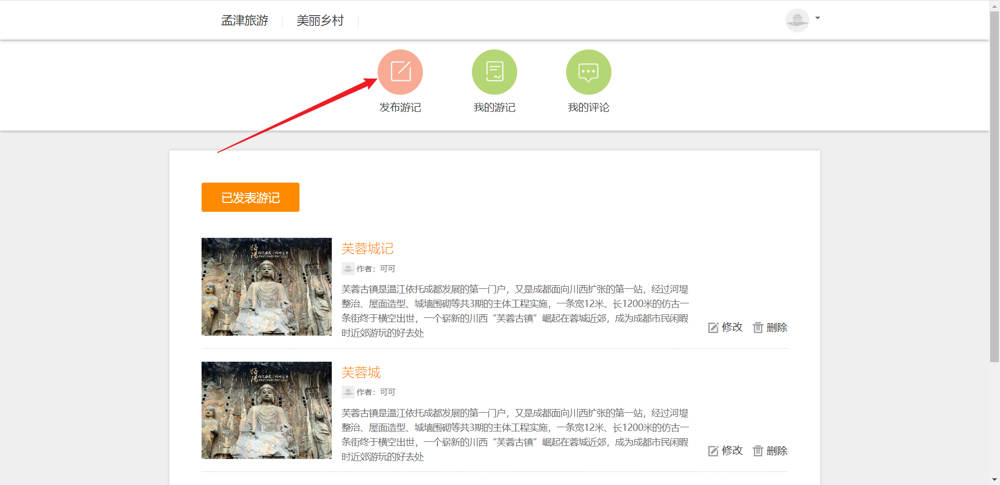 孟津旅游
美丽乡村
发布游记
我的游记
我的评论
已发表游记
洛阳
PHOTOGRAPHY 2012
芙蓉城记
作者：可可
芙蓉古镇是温江依托成都发展的第一门户，又是成都面向川西扩张的第一站，经过河堤
整治、屋面造型、城墙围砌等共3期的主体工程实施，一条宽12米、长1200米的仿古一
条街终于横空出世，一个崭新的川西“芙蓉古镇”崛起在蓉城近郊，成为成都市民闲暇
时近郊游玩的好去处
修改
删除
洛阳
PHOTOGRAPHY 2012
芙蓉城
作者：可可
芙蓉古镇是温江依托成都发展的第一门户，又是成都面向川西扩张的第一站，经过河堤
整治、屋面造型、城墙围砌等共3期的主体工程实施，一条宽12米、长1200米的仿古一
条街终于横空出世，一个崭新的川西“芙蓉古镇”崛起在蓉城近郊，成为成都市民闲暇
时近郊游玩的好去处
修改
删除